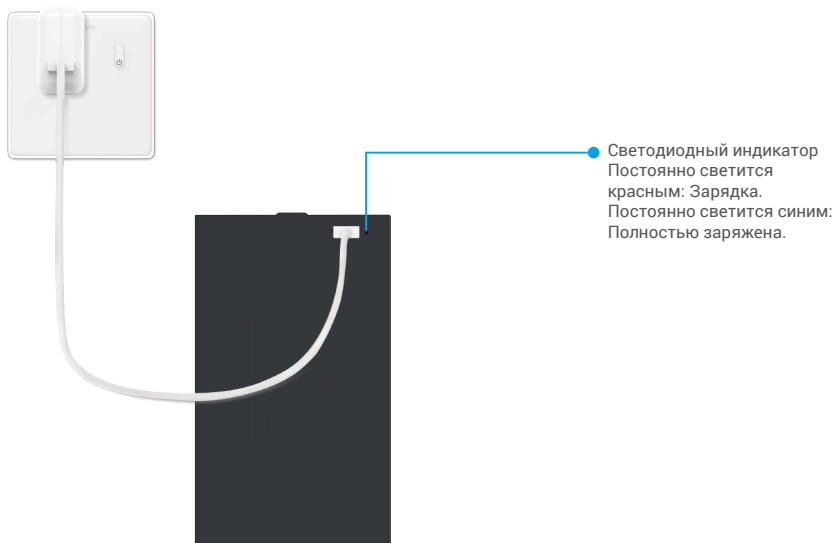 Светодиодный индикатор
Постоянно светится
красным: Зарядка.
Постоянно светится синим:
Полностью заряжена.